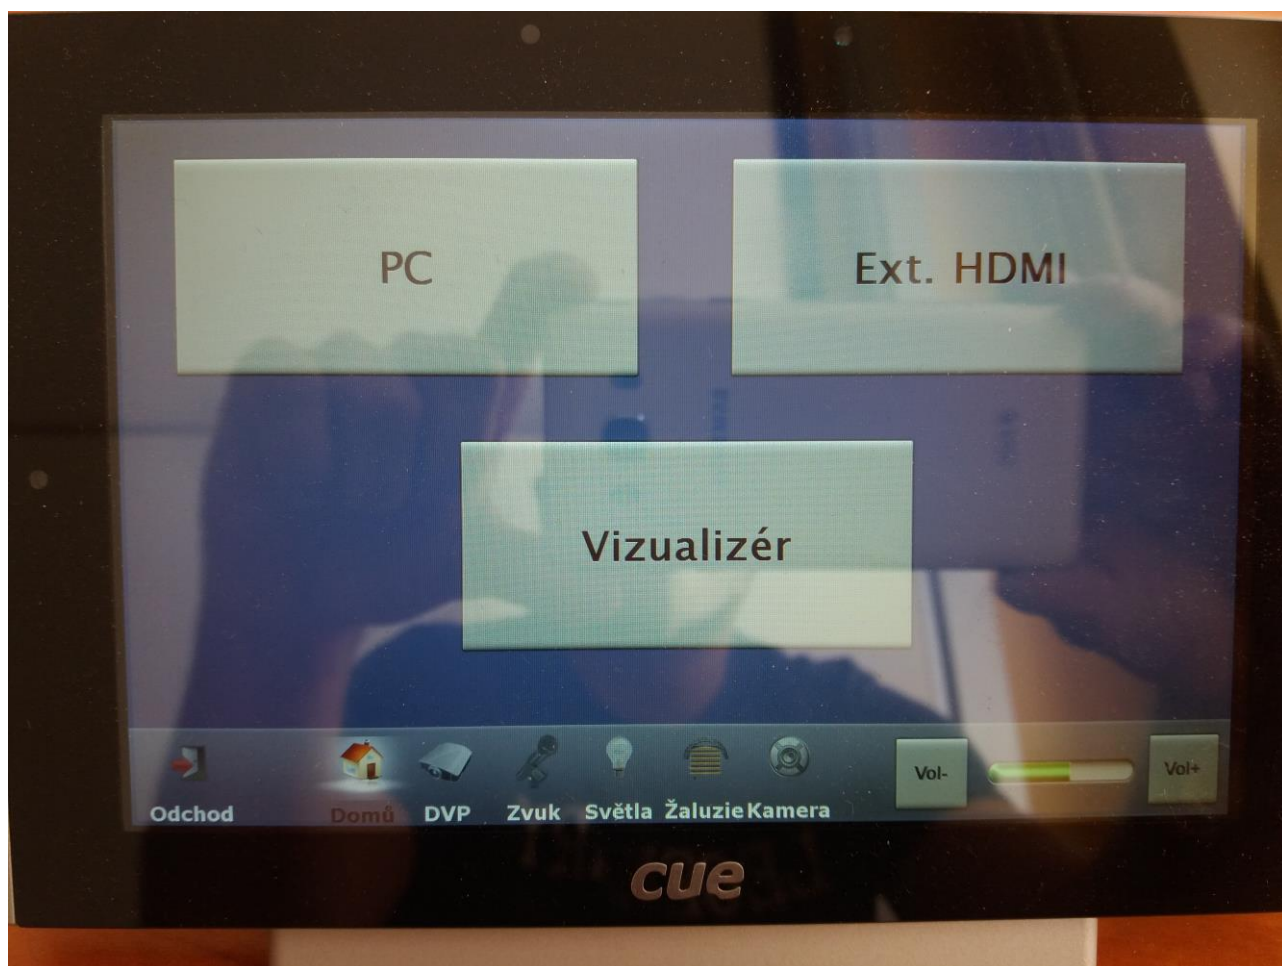 PC
Ext. HDMI
Vizualizér
Odchod
Domů
DVP
Zvuk
Světla
Žaluzie
Kamera
Vol-
Vol+
cue